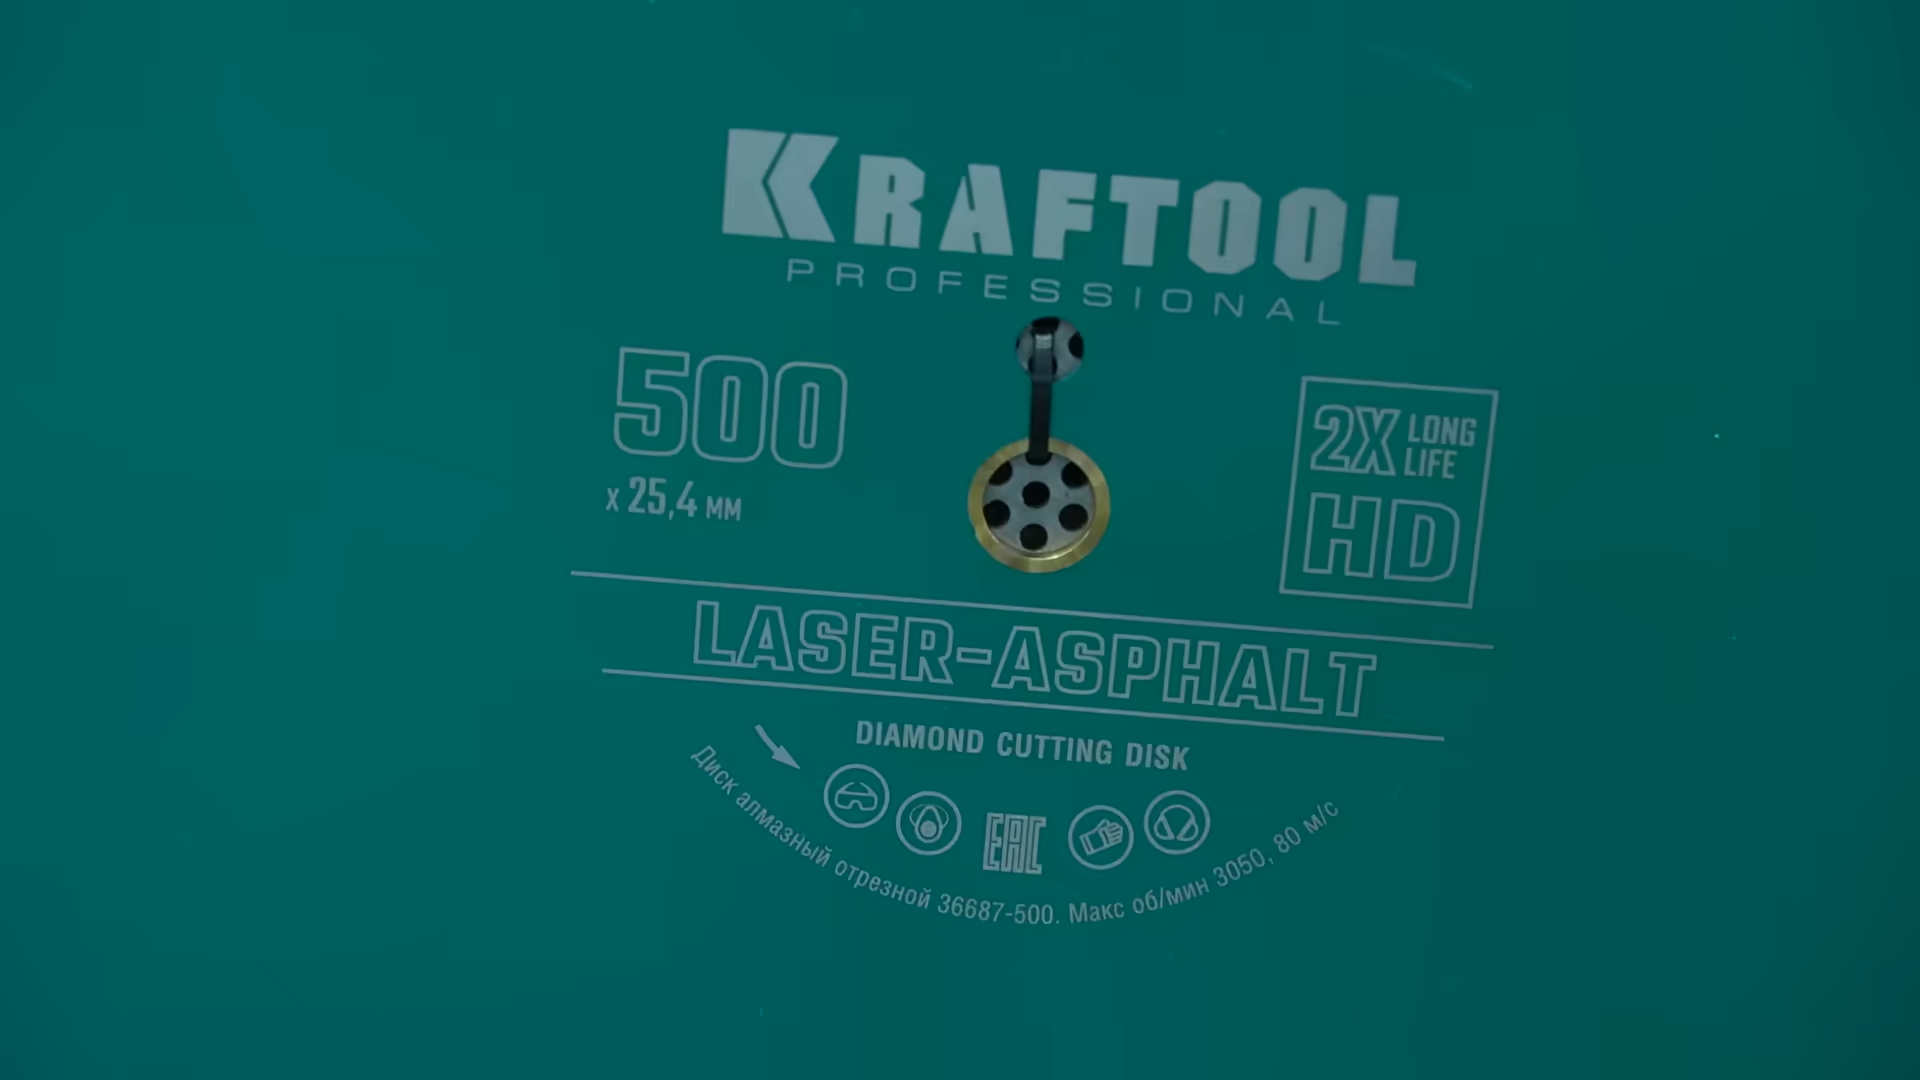 KRAFTOOL
PROFESSIONAL
500
x 25,4 мм
2X LONG LIFE
HD
LASER-ASPHALT
DIAMOND CUTTING DISK
EAC
Диск алмазный отрезной 36687-500. Макс об/мин 3050, 80 м/с